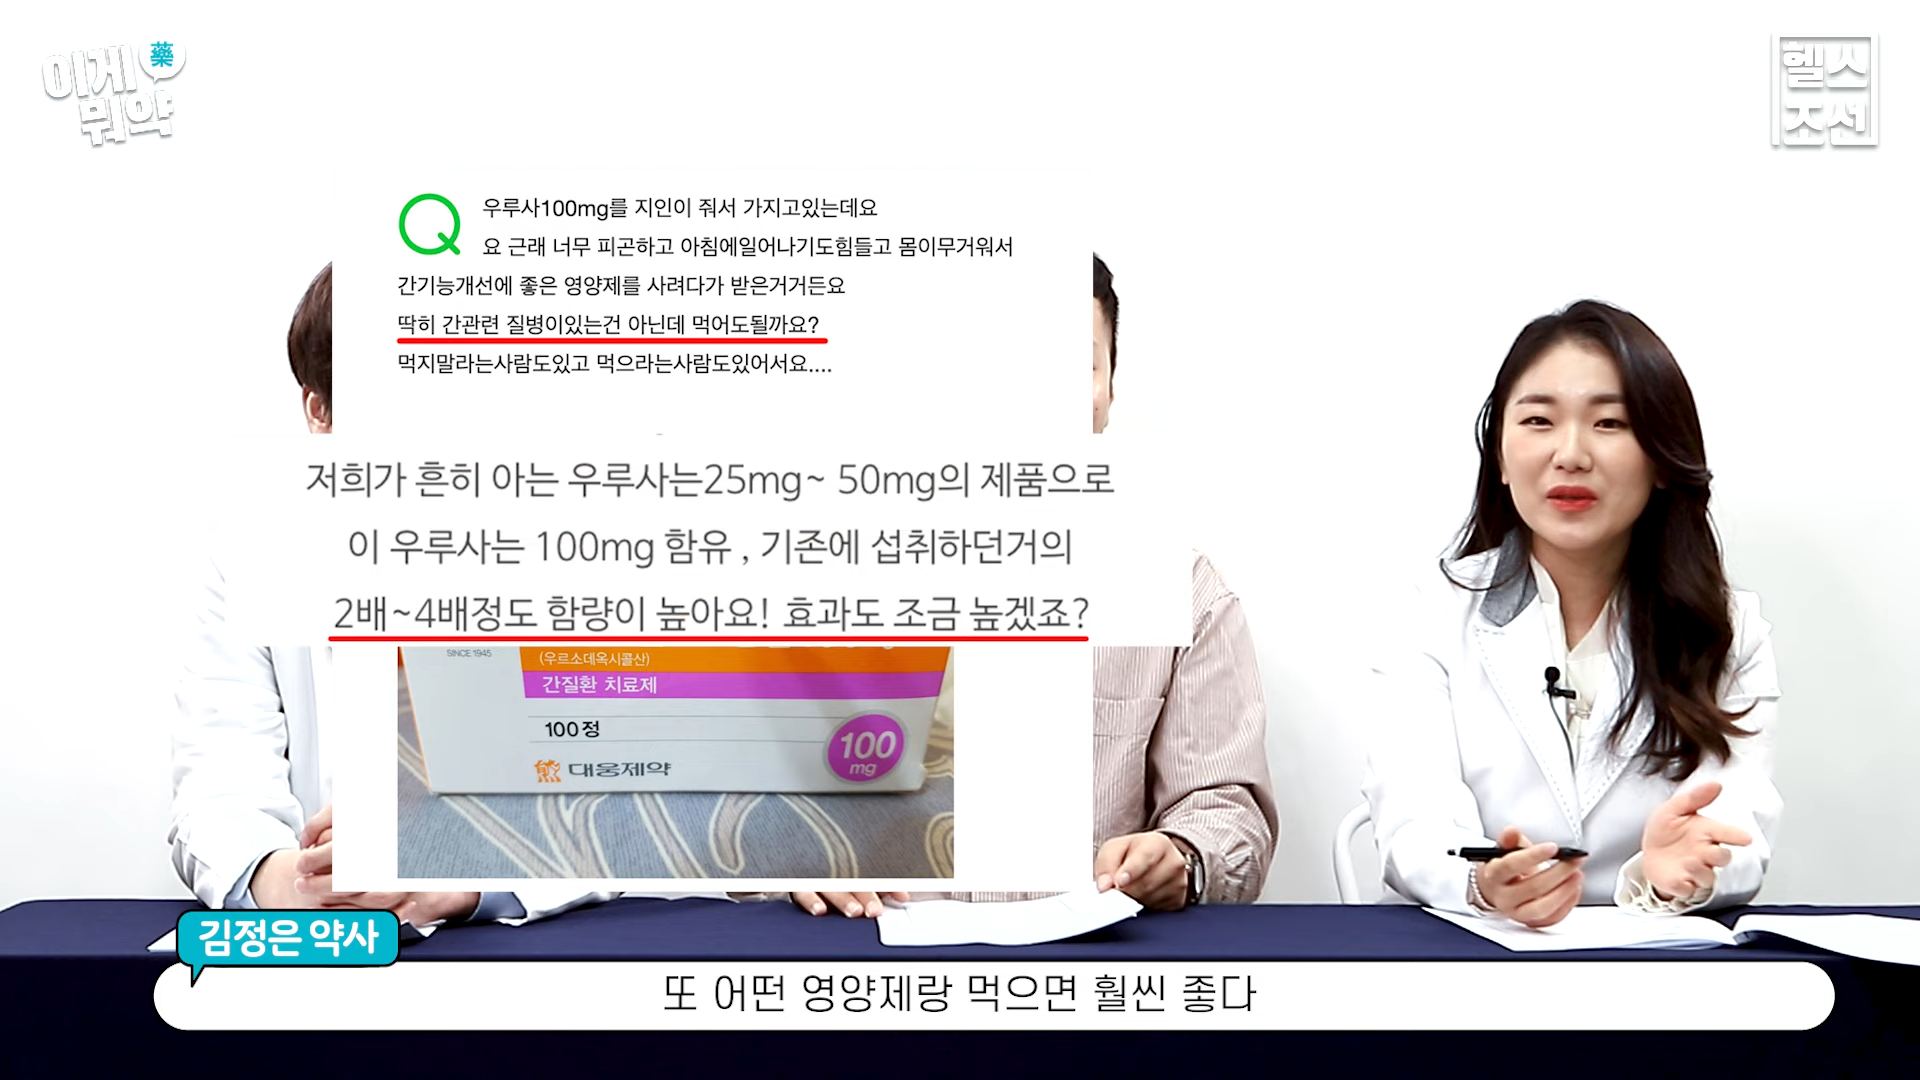 이게
藥
뭐약
헬스
조선
Q
우루사100mg를 지인이 줘서 가지고있는데요
요 근래 너무 피곤하고 아침에일어나기도힘들고 몸이무거워서
간기능개선에 좋은 영양제를 사려다가 받은거거든요
딱히 간관련 질병이있는건 아닌데 먹어도될까요?
먹지말라는사람도있고 먹으라는사람도있어서요....
저희가 흔히 아는 우루사는25mg~ 50mg의 제품으로
이 우루사는 100mg 함유 , 기존에 섭취하던거의
2배~4배정도 함량이 높아요! 효과도 조금 높겠죠?
SINCE 1945
(우르소데옥시콜산)
간질환 치료제
100정
100
mg
대웅제약
김정은 약사
또 어떤 영양제랑 먹으면 훨씬 좋다